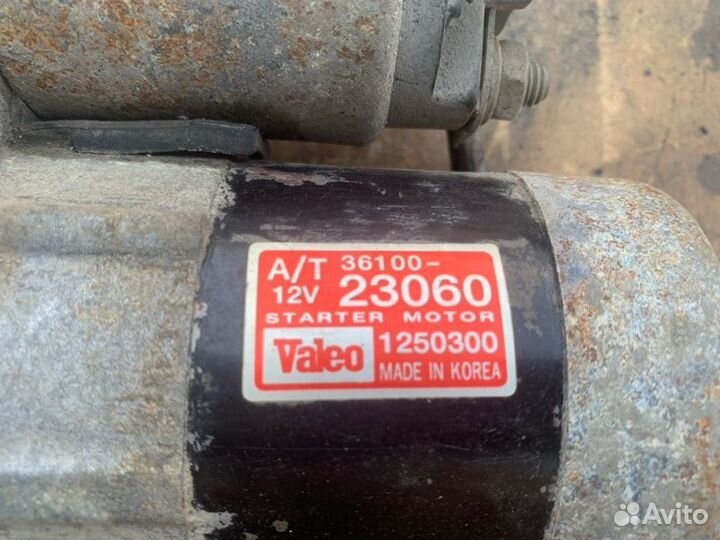 A/T 36100-
12V 23060
STARTER MOTOR
Valeo 1250300
MADE IN KOREA
Avito